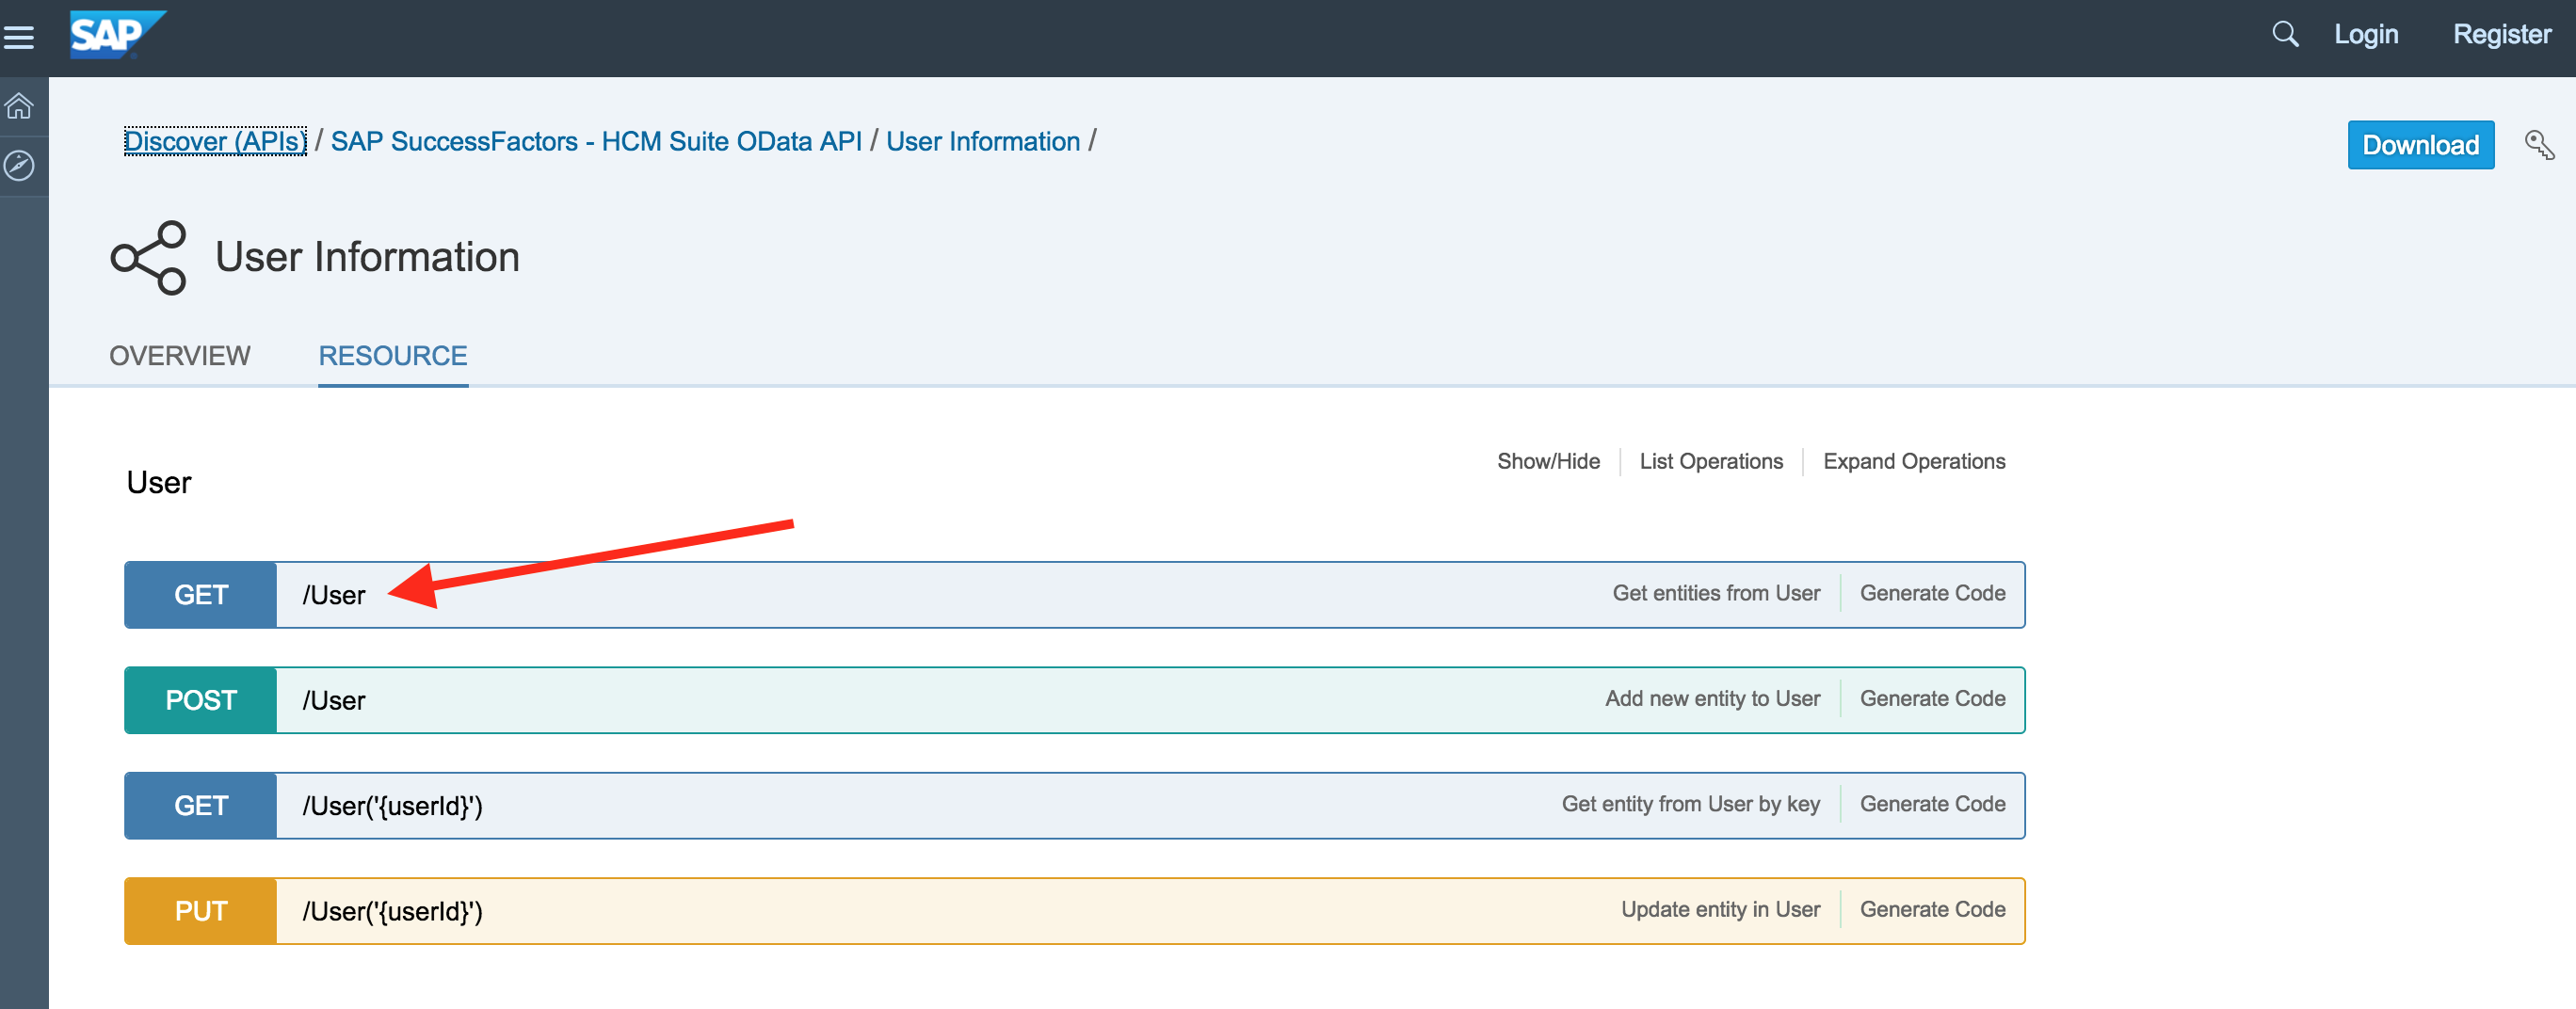 SAP
Login
Register
Discover (APIs) / SAP SuccessFactors - HCM Suite OData API / User Information /
Download
User Information
OVERVIEW
RESOURCE
User
Show/Hide
List Operations
Expand Operations
GET /User Get entities from User Generate Code
POST /User Add new entity to User Generate Code
GET /User('{userId}') Get entity from User by key Generate Code
PUT /User('{userId}') Update entity in User Generate Code